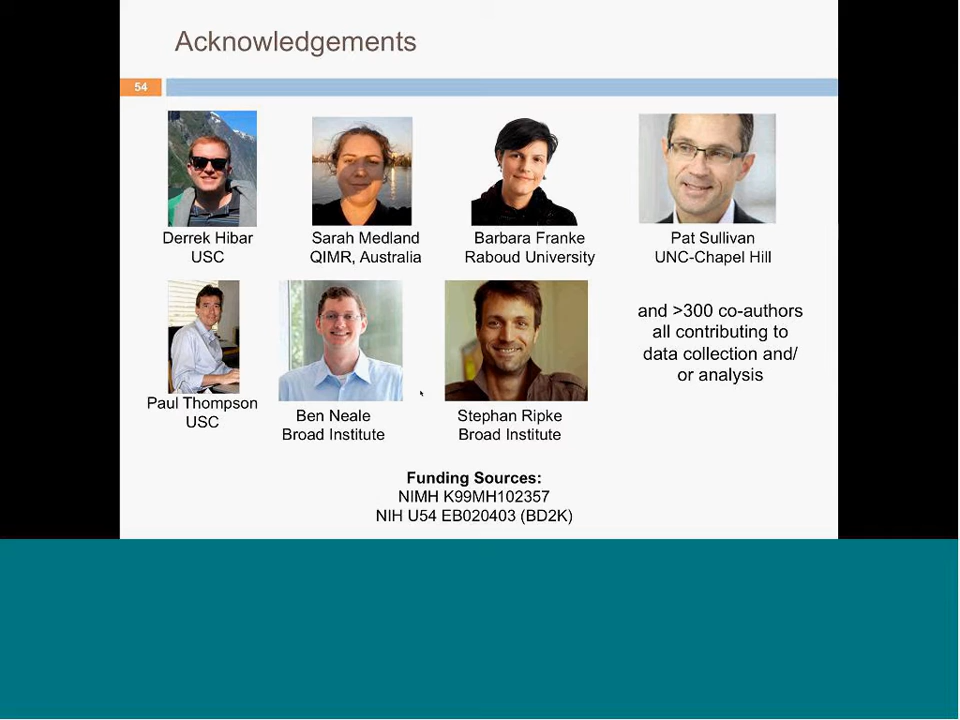 Acknowledgements
54
Derrek Hibar
USC
Sarah Medland
QIMR, Australia
Barbara Franke
Raboud University
Pat Sullivan
UNC-Chapel Hill
Paul Thompson
USC
Ben Neale
Broad Institute
Stephan Ripke
Broad Institute
and >300 co-authors
all contributing to
data collection and/
or analysis
Funding Sources:
NIMH K99MH102357
NIH U54 EB020403 (BD2K)